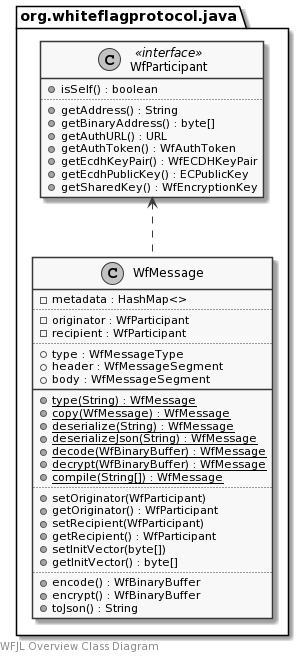 org.whiteflagprotocol.java
C
«interface»
WfParticipant
isSelf() : boolean
getAddress() : String
getBinaryAddress() : byte[]
getAuthURL() : URL
getAuthToken() : WfAuthToken
getEcdhKeyPair() : WfECDHKeyPair
getEcdhPublicKey() : ECPublicKey
getSharedKey() : WfEncryptionKey
C WfMessage
metadata : HashMap<>
originator : WfParticipant
recipient : WfParticipant
type : WfMessageType
header : WfMessageSegment
body : WfMessageSegment
type(String) : WfMessage
copy(WfMessage) : WfMessage
deserialize(String) : WfMessage
deserializeJson(String) : WfMessage
decode(WfBinaryBuffer) : WfMessage
decrypt(WfBinaryBuffer) : WfMessage
compile(String[]) : WfMessage
setOriginator(WfParticipant)
getOriginator() : WfParticipant
setRecipient(WfParticipant)
getRecipient() : WfParticipant
setInitVector(byte[])
getInitVector() : byte[]
encode() : WfBinaryBuffer
encrypt() : WfBinaryBuffer
toJson() : String
WFJL Overview Class Diagram